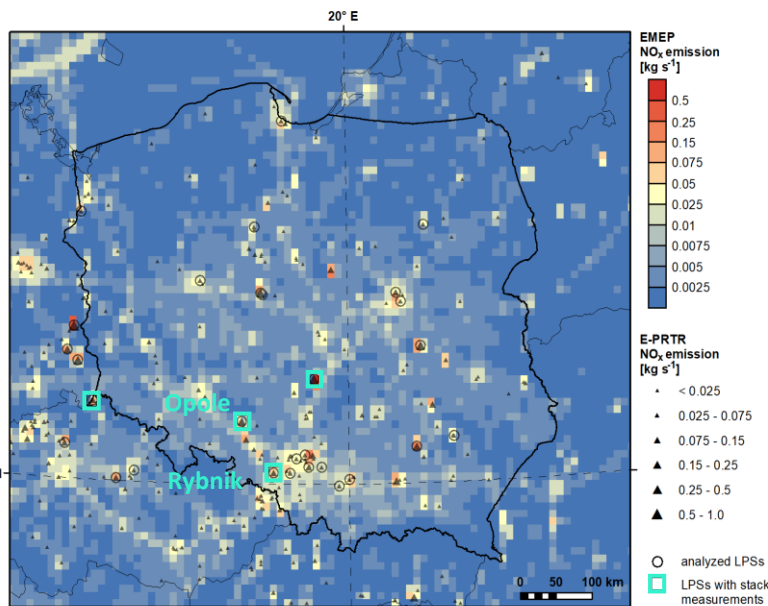 20° E
EMEP
NOx emission
[kg s-1]
0.5
0.25
0.15
0.075
0.05
0.025
0.01
0.0075
0.005
0.0025
E-PRTR
NOx emission
[kg s-1]
< 0.025
0.025 - 0.075
0.075 - 0.15
0.15 - 0.25
0.25 - 0.5
0.5 - 1.0
analyzed LPSs
LPSs with stack
measurements
Opole
Rybnik
0 50 100 km